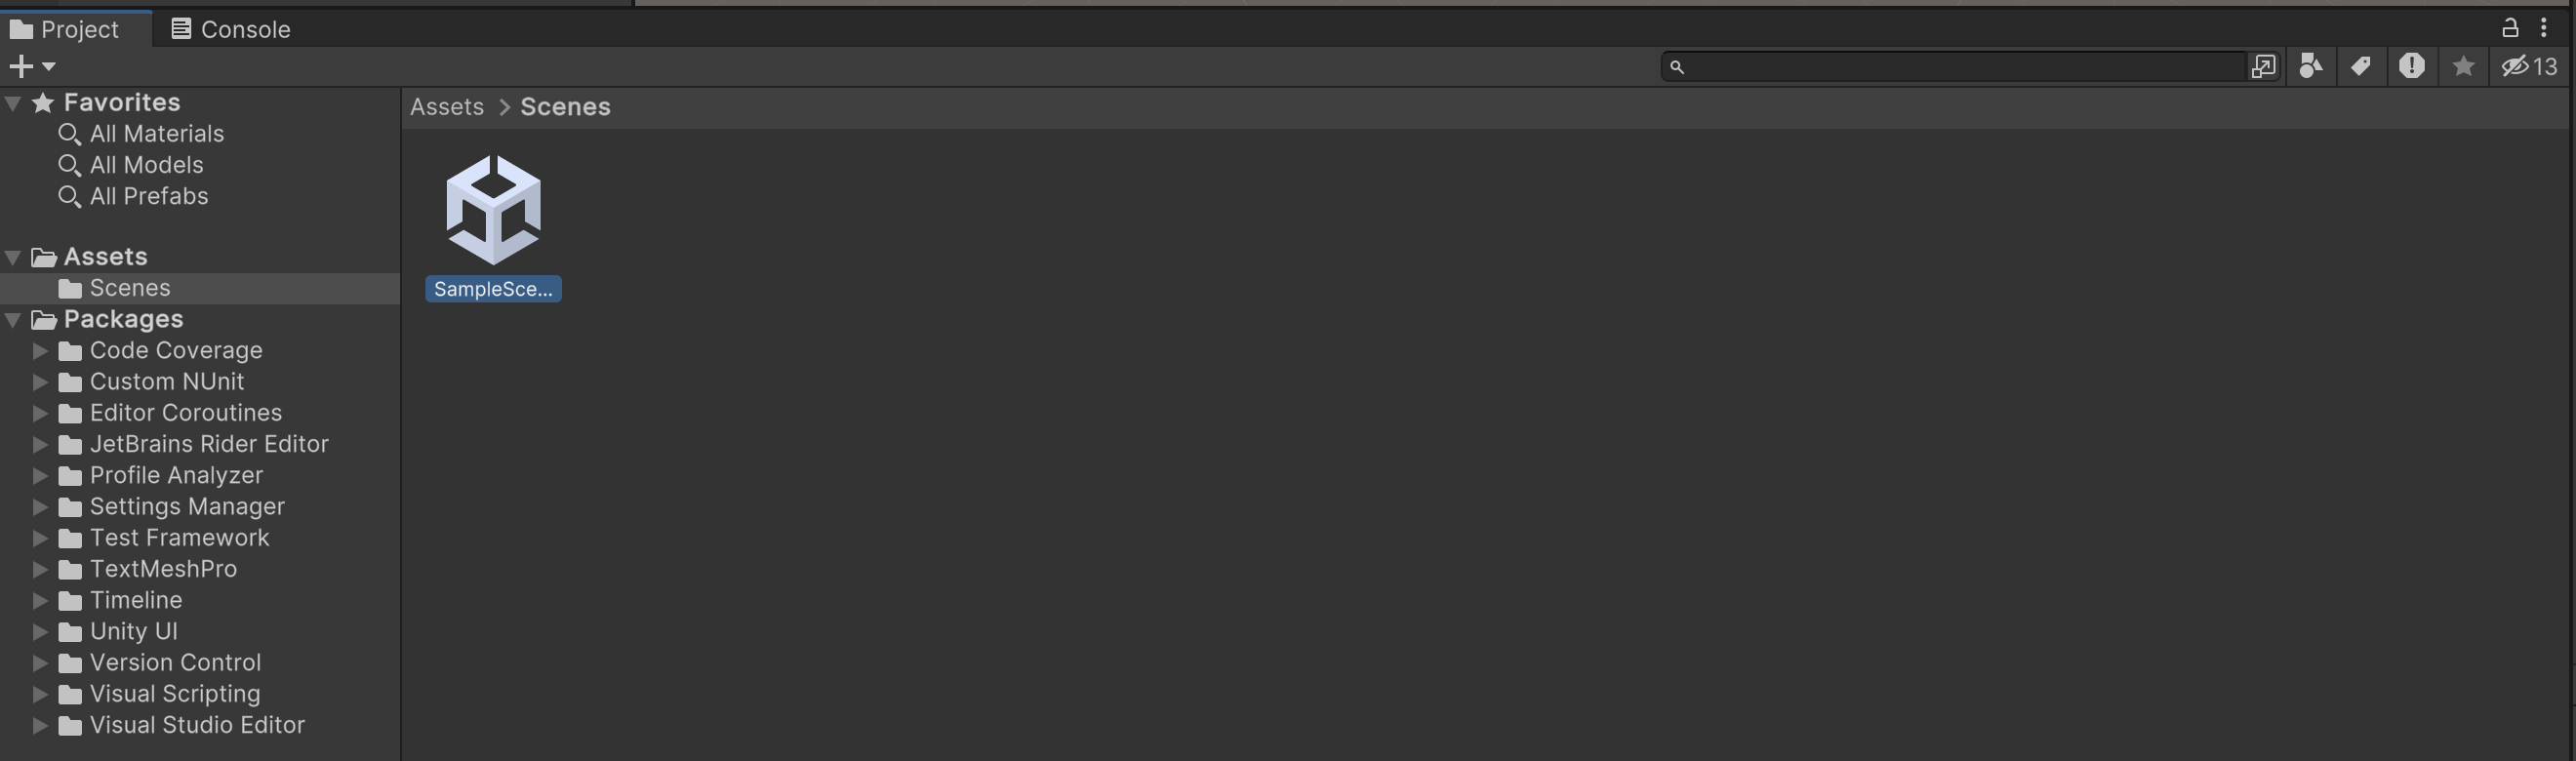 Project
Console
13
Favorites
All Materials
All Models
All Prefabs
Assets
Scenes
Packages
Code Coverage
Custom NUnit
Editor Coroutines
JetBrains Rider Editor
Profile Analyzer
Settings Manager
Test Framework
TextMeshPro
Timeline
Unity UI
Version Control
Visual Scripting
Visual Studio Editor
Assets > Scenes
SampleSce...